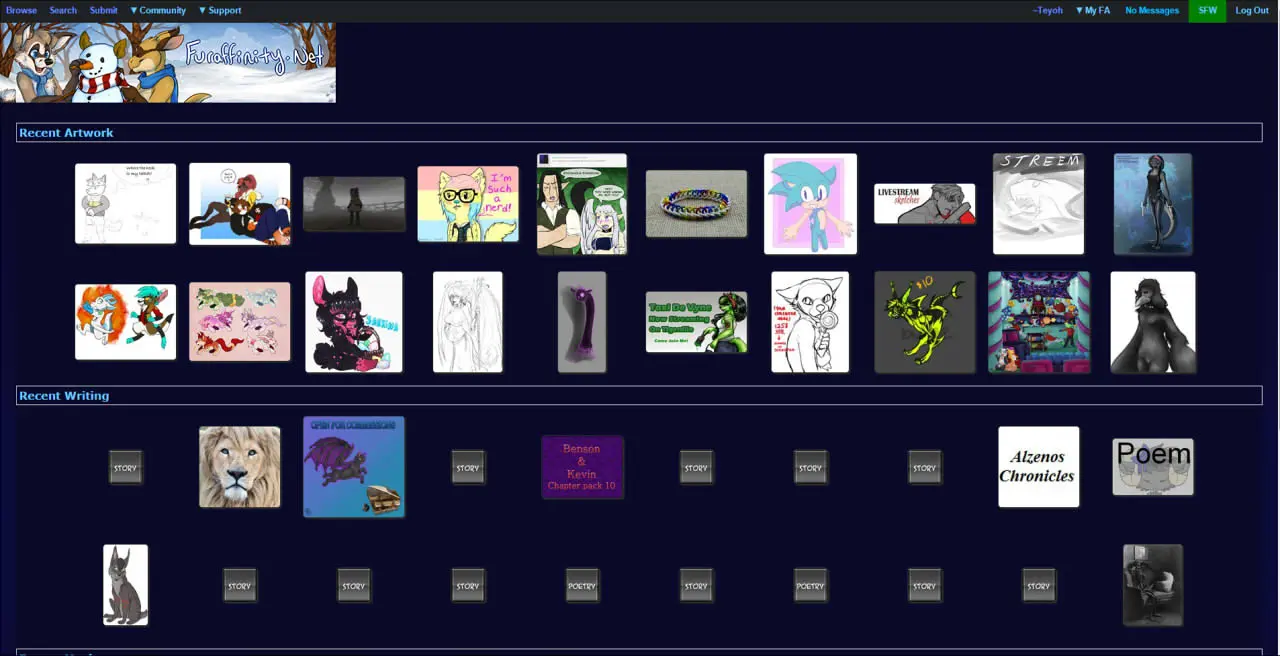 Browse Search Submit ▼ Community ▼ Support ~Teyoh ▼ My FA No Messages SFW Log Out
Furaffinity.Net
Recent Artwork
I'm
such
a
nerd!
LIVESTREAM
sketches
STREEM
Taxi De Vyne
Now Streaming
On Tigerdile
Come Join Me!
$10
Recent Writing
STORY
OPEN FOR COMMISSIONS
STORY
Benson
&
Kevin
Chapter pack 10
STORY
STORY
STORY
Alzenos
Chronicles
Poem
STORY
STORY
STORY
POETRY
STORY
POETRY
STORY
STORY